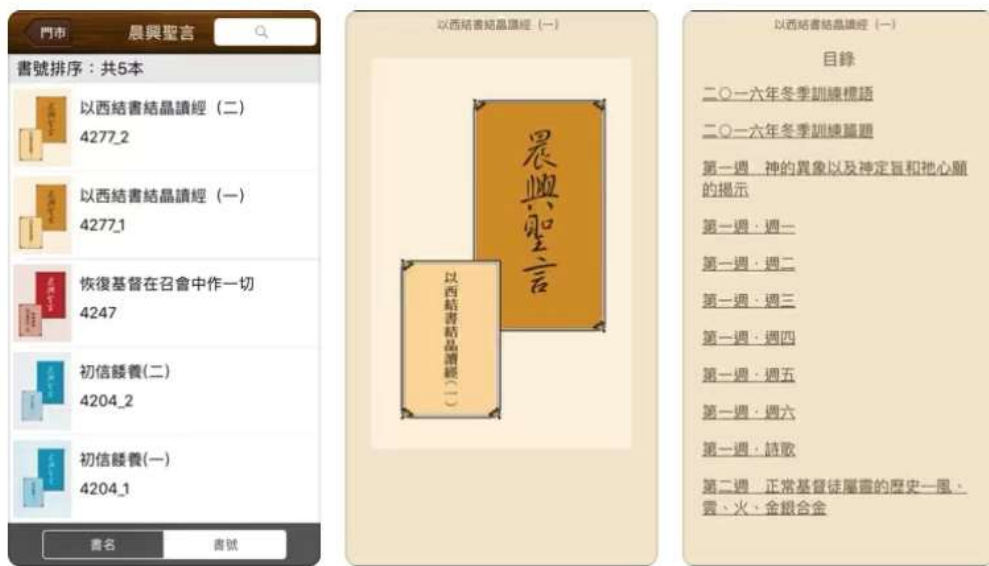 門市
晨興聖言
書號排序：共5本
以西結書結晶讀經（二）
4277_2
以西結書結晶讀經（一）
4277_1
恢復基督在召會中作一切
4247
初信餧養(二)
4204_2
初信餧養(一)
4204_1
書名
書號
以西結書結晶讀經（一）
晨興聖言
以西結書結晶讀經（一）
以西結書結晶讀經（一）
目錄
二〇一六年冬季訓練標語
二〇一六年冬季訓練篇題
第一週　神的異象以及神定旨和祂心願
的揭示
第一週・週一
第一週・週二
第一週・週三
第一週・週四
第一週・週五
第一週・週六
第一週・詩歌
第二週　正常基督徒屬靈的歷史—風、
雲、火、金銀合金